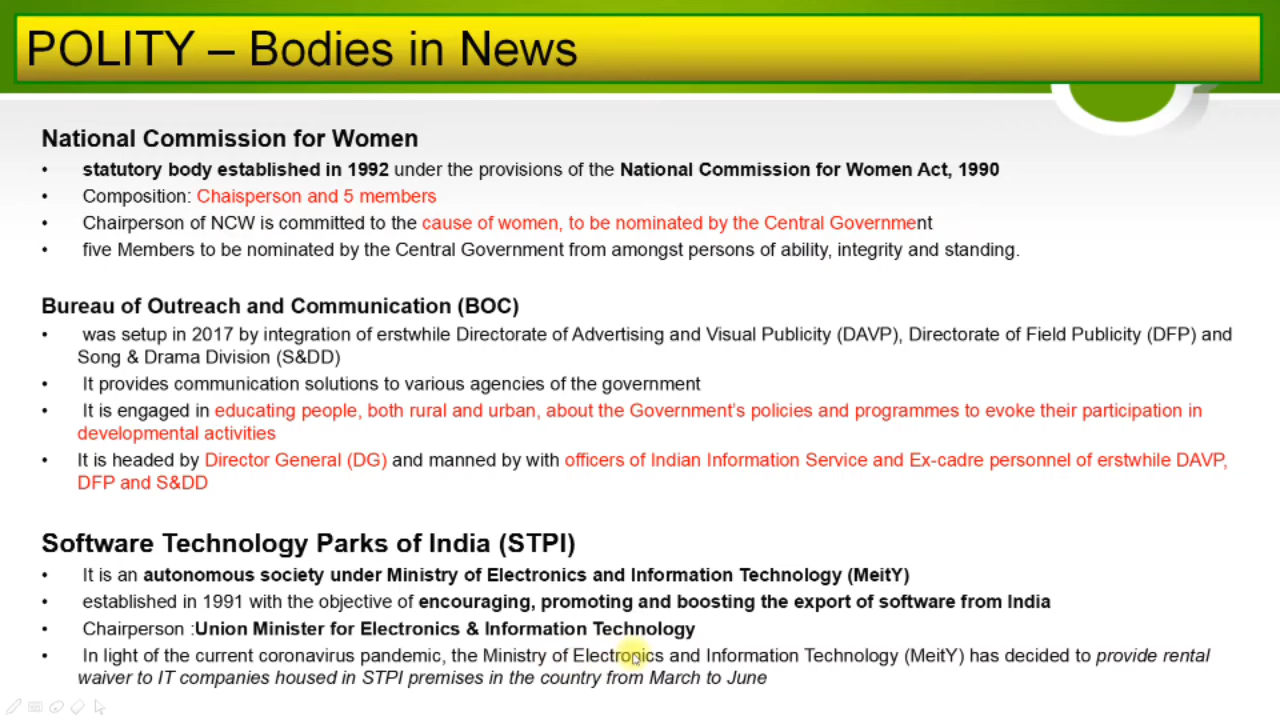 POLITY – Bodies in News
National Commission for Women
• statutory body established in 1992 under the provisions of the National Commission for Women Act, 1990
• Composition: Chaisperson and 5 members
• Chairperson of NCW is committed to the cause of women, to be nominated by the Central Government
• five Members to be nominated by the Central Government from amongst persons of ability, integrity and standing.
Bureau of Outreach and Communication (BOC)
• was setup in 2017 by integration of erstwhile Directorate of Advertising and Visual Publicity (DAVP), Directorate of Field Publicity (DFP) and
Song & Drama Division (S&DD)
• It provides communication solutions to various agencies of the government
• It is engaged in educating people, both rural and urban, about the Government's policies and programmes to evoke their participation in
developmental activities
• It is headed by Director General (DG) and manned by with officers of Indian Information Service and Ex-cadre personnel of erstwhile DAVP,
DFP and S&DD
Software Technology Parks of India (STPI)
• It is an autonomous society under Ministry of Electronics and Information Technology (MeitY)
• established in 1991 with the objective of encouraging, promoting and boosting the export of software from India
• Chairperson :Union Minister for Electronics & Information Technology
• In light of the current coronavirus pandemic, the Ministry of Electronics and Information Technology (MeitY) has decided to provide rental
waiver to IT companies housed in STPI premises in the country from March to June